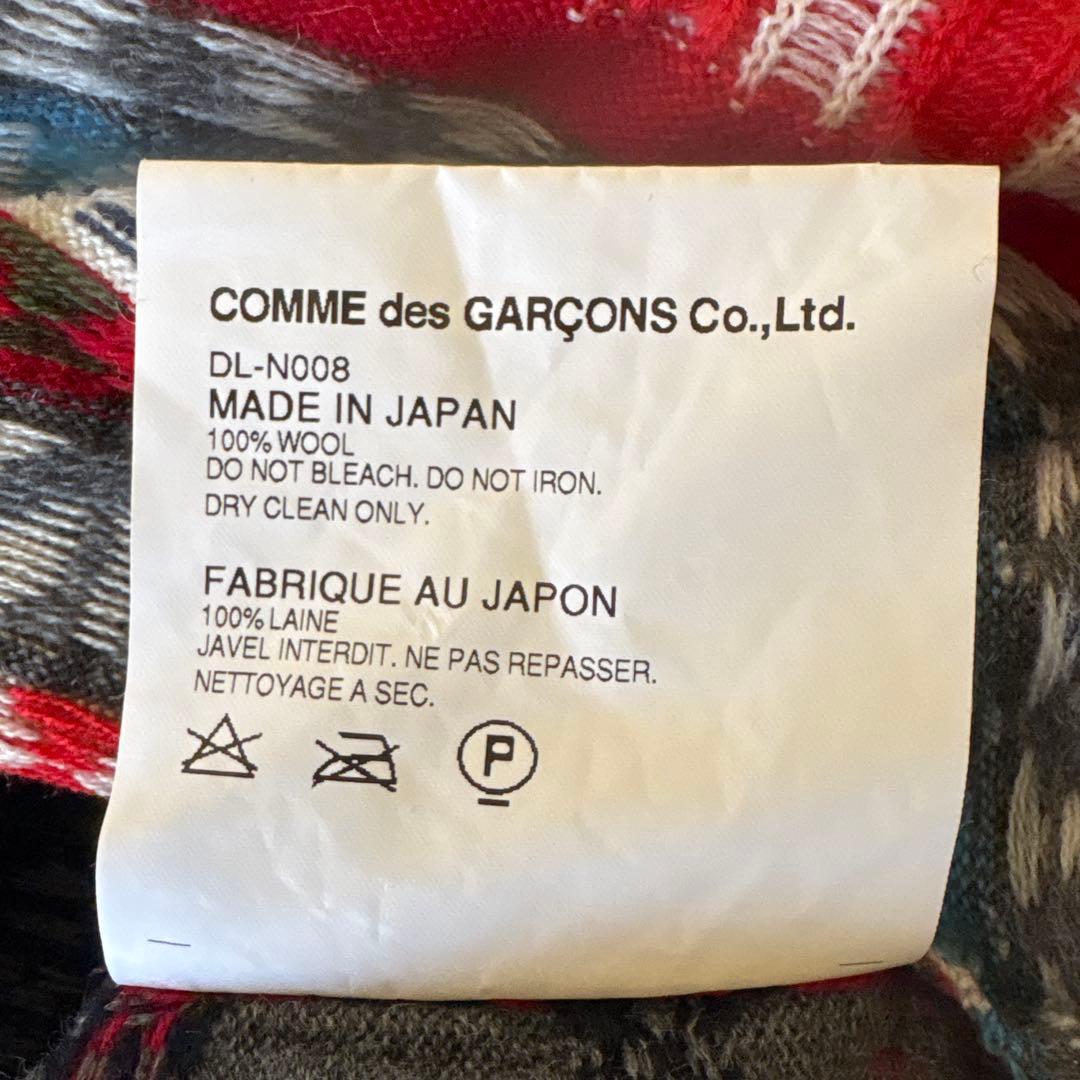 COMME des GARÇONS Co.,Ltd.
DL-N008
MADE IN JAPAN
100% WOOL
DO NOT BLEACH. DO NOT IRON.
DRY CLEAN ONLY.
FABRIQUE AU JAPON
100% LAINE
JAVEL INTERDIT. NE PAS REPASSER.
NETTOYAGE A SEC.
P